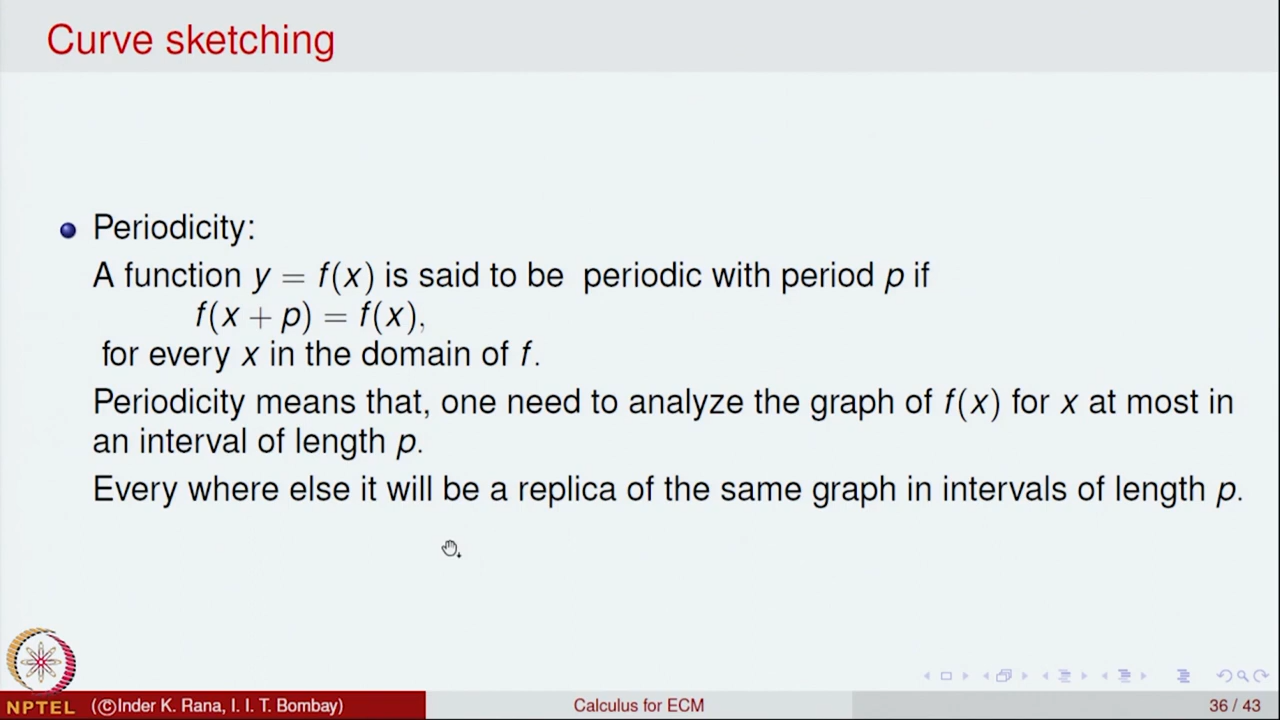 Curve sketching
Periodicity:
A function y = f(x) is said to be periodic with period p if
f(x + p) = f(x),
for every x in the domain of f.
Periodicity means that, one need to analyze the graph of f(x) for x at most in
an interval of length p.
Every where else it will be a replica of the same graph in intervals of length p.
NPTEL
(©Inder K. Rana, I. I. T. Bombay)
Calculus for ECM
36 / 43